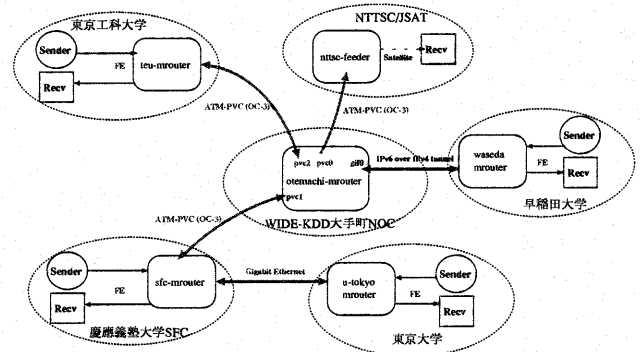 東京工科大学
Sender
FE
Recv
teu-mrouter
NTTSC/JSAT
nttsc-feeder
Satellite
Recv
ATM-PVC (OC-3)
ATM-PVC (OC-3)
pvc2 pvc0 gif0
otemachi-mrouter
pvc1
WIDE-KDD大手町NOC
IPv6 over IPv4 tunnel
waseda
mrouter
Sender
FE
Recv
早稲田大学
ATM-PVC (OC-3)
Sender
FE
Recv
sfc-mrouter
慶應義塾大学SFC
Gigabit Ethernet
u-tokyo
mrouter
Sender
FE
Recv
東京大学